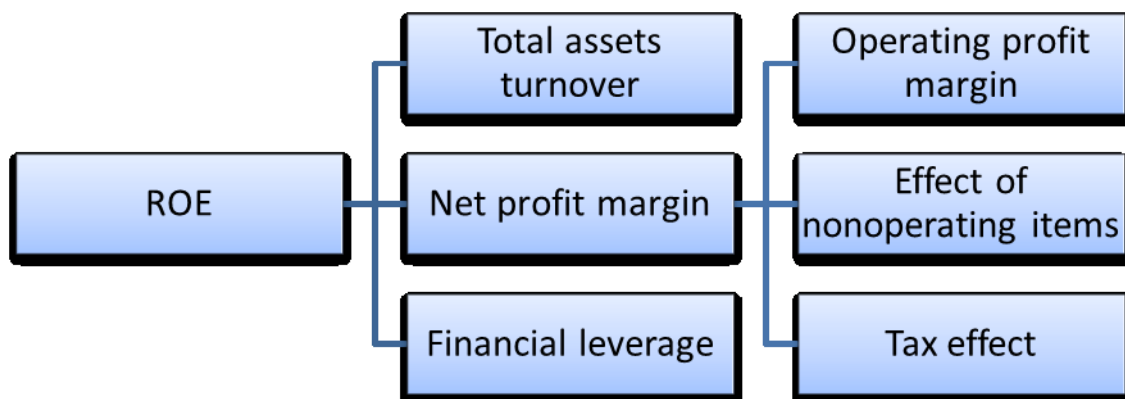 Total assets
turnover
Operating profit
margin
ROE
Net profit margin
Effect of
nonoperating items
Financial leverage
Tax effect